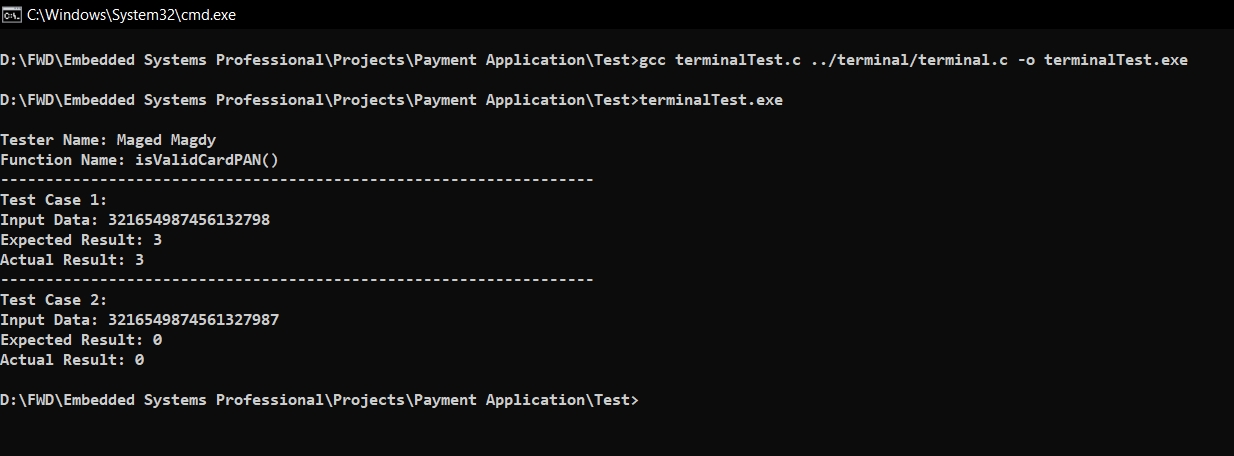 C:\Windows\System32\cmd.exe
D:\FWD\Embedded Systems Professional\Projects\Payment Application\Test>gcc terminalTest.c ../terminal/terminal.c -o terminalTest.exe
D:\FWD\Embedded Systems Professional\Projects\Payment Application\Test>terminalTest.exe
Tester Name: Maged Magdy
Function Name: isValidCardPAN()
------------------------------------------------------------------
Test Case 1:
Input Data: 321654987456132798
Expected Result: 3
Actual Result: 3
------------------------------------------------------------------
Test Case 2:
Input Data: 3216549874561327987
Expected Result: 0
Actual Result: 0
D:\FWD\Embedded Systems Professional\Projects\Payment Application\Test>